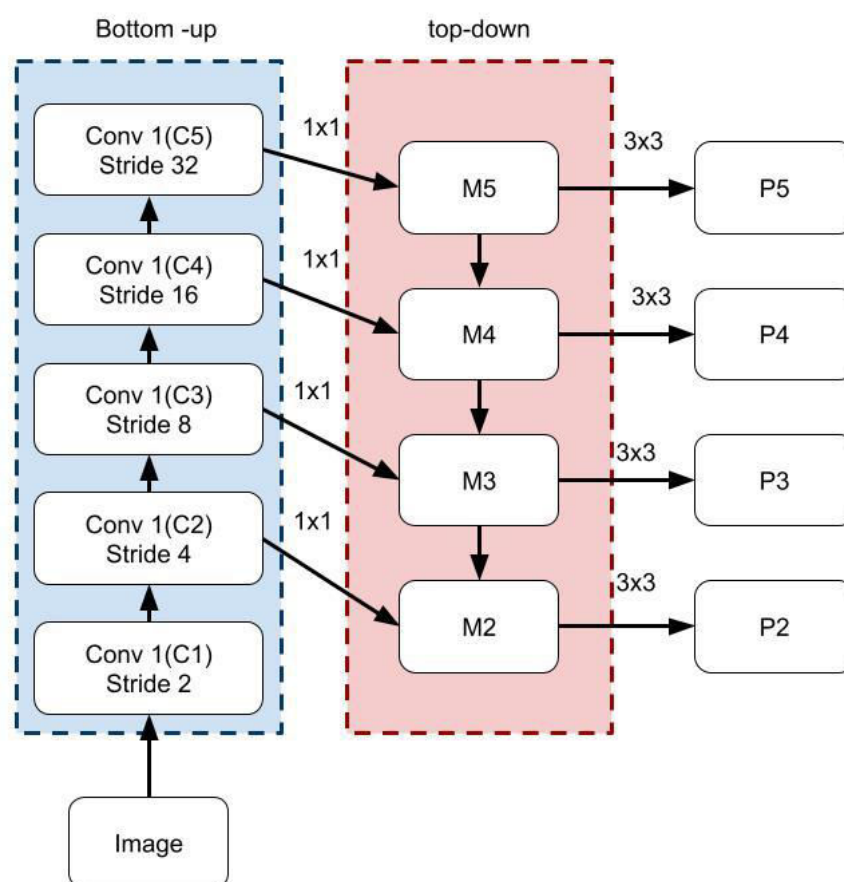 Bottom -up
top-down
Conv 1(C5)
Stride 32
1x1
M5
3x3
P5
Conv 1(C4)
Stride 16
1x1
M4
3x3
P4
Conv 1(C3)
Stride 8
1x1
M3
3x3
P3
Conv 1(C2)
Stride 4
1x1
M2
3x3
P2
Conv 1(C1)
Stride 2
Image